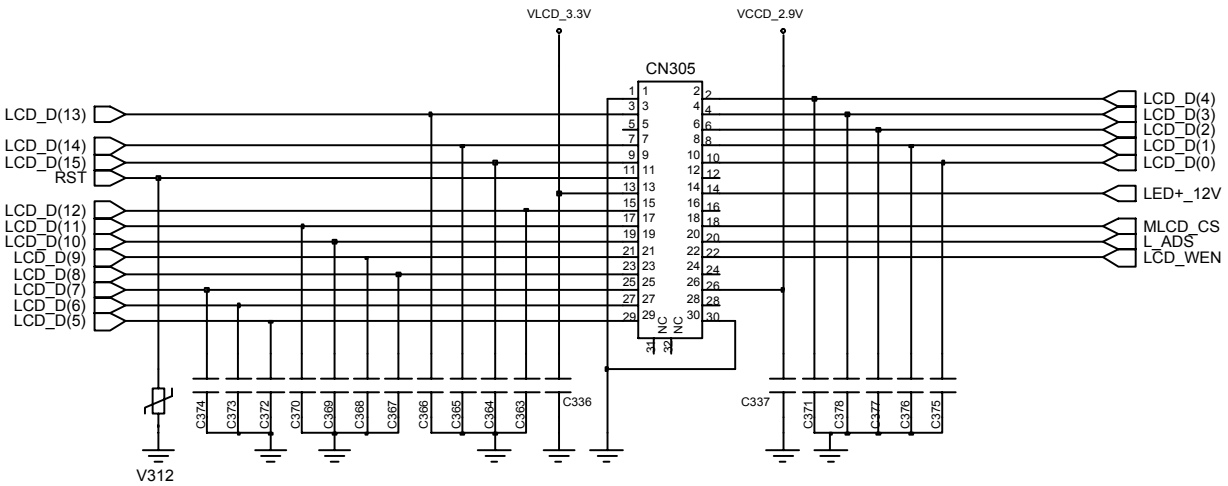 VLCD_3.3V
VCCD_2.9V
CN305
1 1 2 2
LCD_D(4)
LCD_D(13)
3 3 4 4
LCD_D(3)
5 5 6 6
LCD_D(2)
LCD_D(14)
7 7 8 8
LCD_D(1)
LCD_D(15)
9 9 10 10
LCD_D(0)
RST
11 11 12 12
13 13 14 14
LED+_12V
LCD_D(12)
15 15 16 16
LCD_D(11)
17 17 18 18
MLCD_CS
LCD_D(10)
19 19 20 20
L_ADS
LCD_D(9)
21 21 22 22
LCD_WEN
LCD_D(8)
23 23 24 24
LCD_D(7)
25 25 26 26
LCD_D(6)
27 27 28 28
LCD_D(5)
29 29 30 30
NC NC
31 32
C374
C373
C372
C370
C369
C368
C367
C366
C365
C364
C363
C336
C337
C371
C378
C377
C376
C375
V312